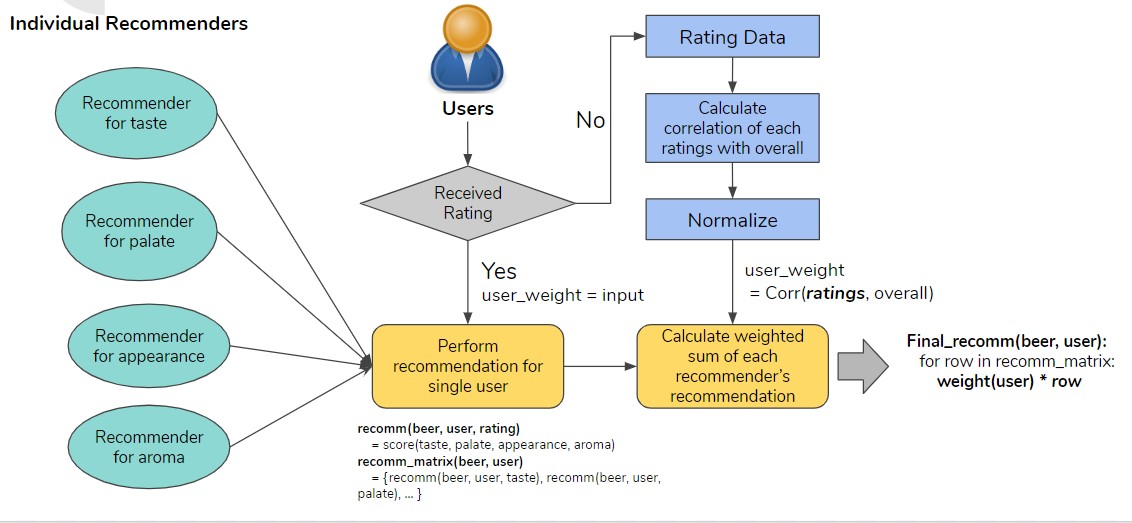 Individual Recommenders
Recommender
for taste
Recommender
for palate
Recommender
for appearance
Recommender
for aroma
Users
Received
Rating
No
Yes
user_weight = input
Rating Data
Calculate
correlation of each
ratings with overall
Normalize
user_weight
= Corr(ratings, overall)
Perform
recommendation for
single user
Calculate weighted
sum of each
recommender's
recommendation
Final_recomm(beer, user):
for row in recomm_matrix:
weight(user) * row
recomm(beer, user, rating)
= score(taste, palate, appearance, aroma)
recomm_matrix(beer, user)
= {recomm(beer, user, taste), recomm(beer, user,
palate), ... }